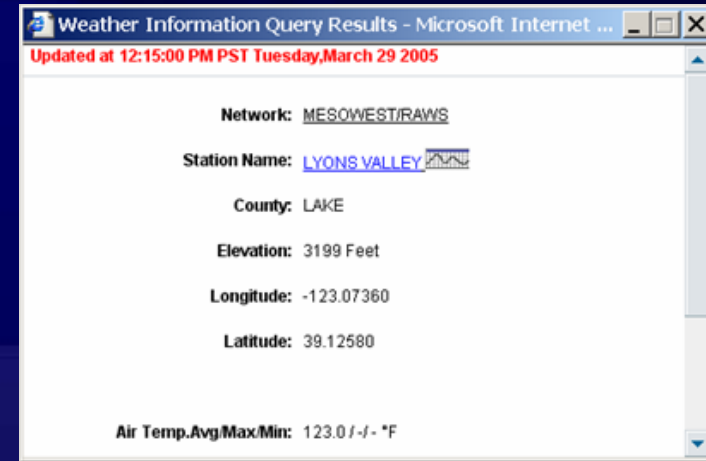 Weather Information Query Results - Microsoft Internet ...
Updated at 12:15:00 PM PST Tuesday,March 29 2005
Network: MESOWEST/RAWS
Station Name: LYONS VALLEY
County: LAKE
Elevation: 3199 Feet
Longitude: -123.07360
Latitude: 39.12580
Air Temp.Avg/Max/Min: 123.0 / -/ - °F